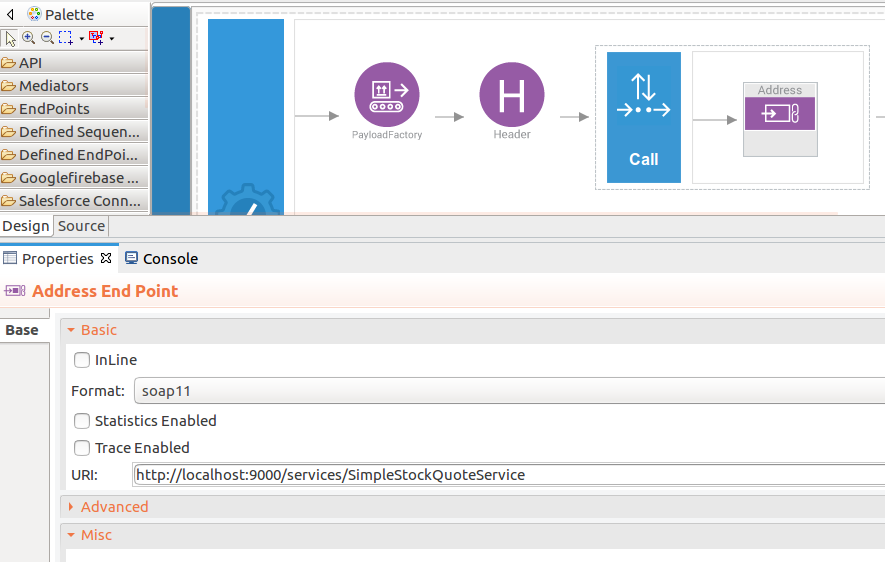 Palette
API
Mediators
EndPoints
Defined Sequen...
Defined EndPoi...
Googlefirebase ...
Salesforce Conn...
PayloadFactory
H
Header
Call
Address
Design
Source
Properties
Console
Address End Point
Base
Basic
InLine
Format: soap11
Statistics Enabled
Trace Enabled
URI: http://localhost:9000/services/SimpleStockQuoteService
Advanced
Misc